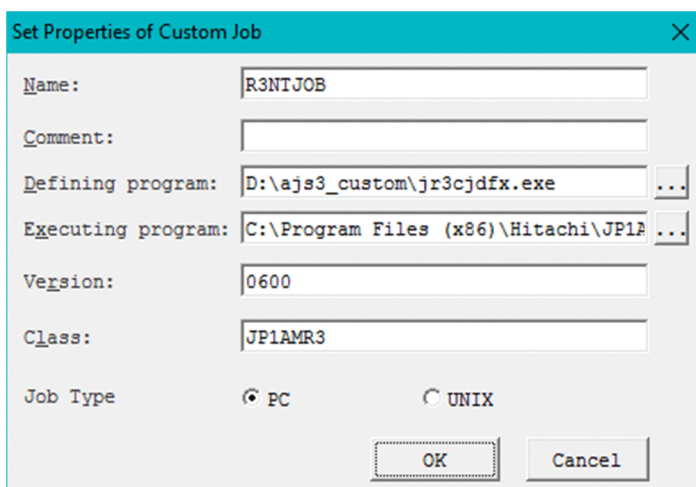 Set Properties of Custom Job
Name: R3NTJOB
Comment:
Defining program: D:\ajs3_custom\jr3cjdfx.exe ...
Executing program: C:\Program Files (x86)\Hitachi\JP1A ...
Version: 0600
Class: JP1AMR3
Job Type PC UNIX
OK Cancel